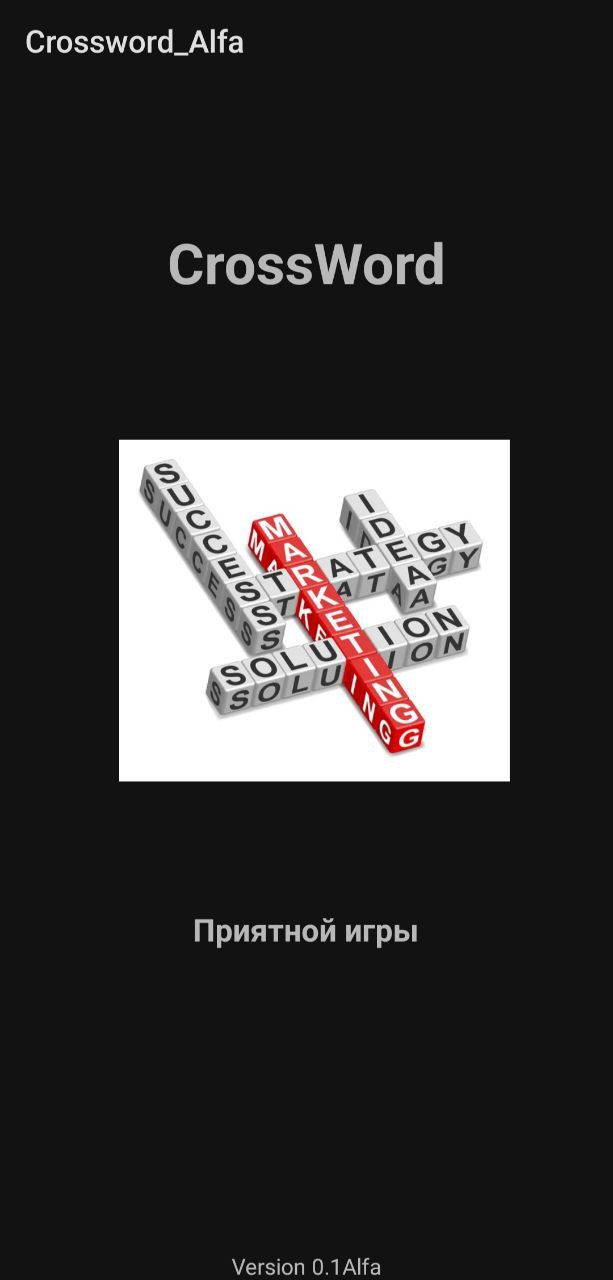 Crossword_Alfa
CrossWord
SUCCESS
MARKETING
IDEA
STRATEGY
SOLUTION
Приятной игры
Version 0.1Alfa